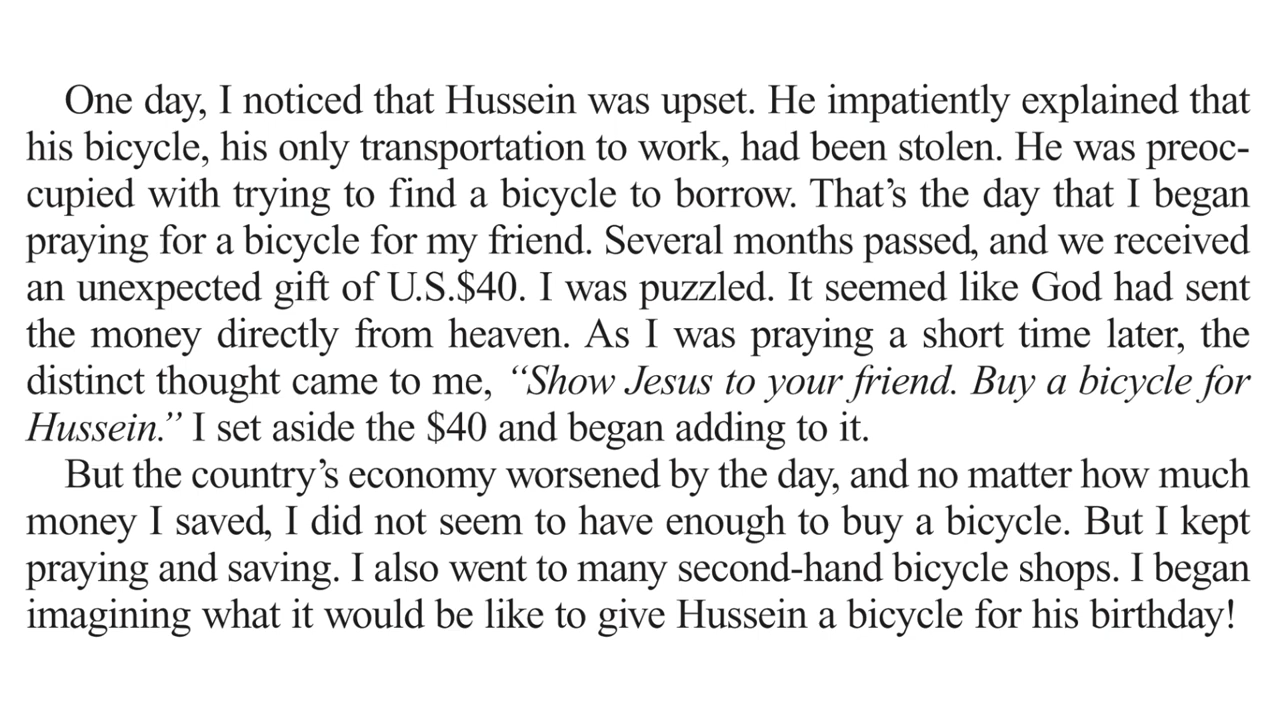 One day, I noticed that Hussein was upset. He impatiently explained that
his bicycle, his only transportation to work, had been stolen. He was preoc-
cupied with trying to find a bicycle to borrow. That’s the day that I began
praying for a bicycle for my friend. Several months passed, and we received
an unexpected gift of U.S.$40. I was puzzled. It seemed like God had sent
the money directly from heaven. As I was praying a short time later, the
distinct thought came to me, “Show Jesus to your friend. Buy a bicycle for
Hussein.” I set aside the $40 and began adding to it.
But the country’s economy worsened by the day, and no matter how much
money I saved, I did not seem to have enough to buy a bicycle. But I kept
praying and saving. I also went to many second-hand bicycle shops. I began
imagining what it would be like to give Hussein a bicycle for his birthday!